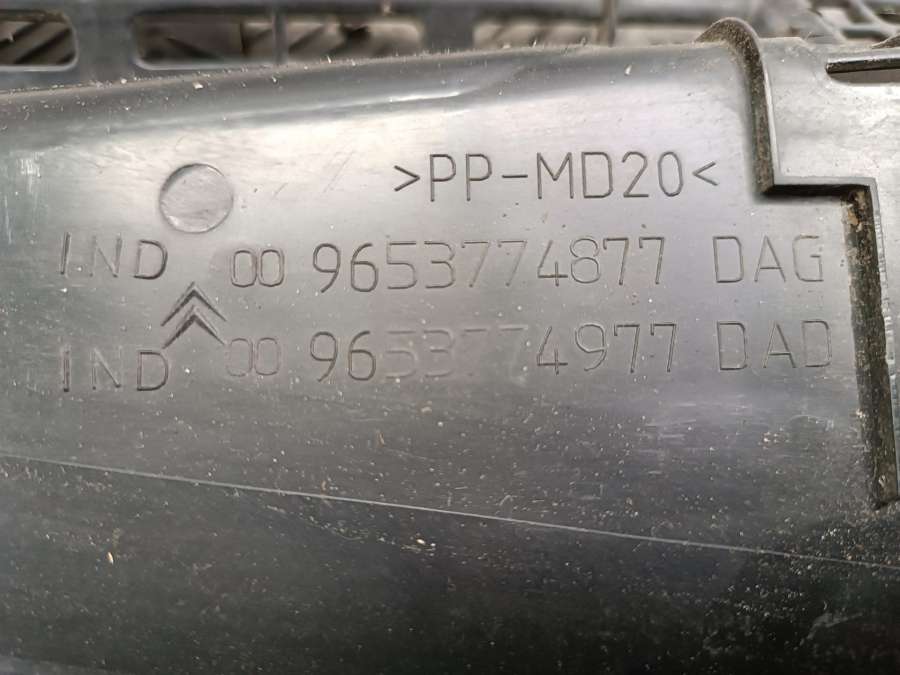 >PP-MD20<
IND 00 9653774877 DAG
IND 00 9653774977 DAD